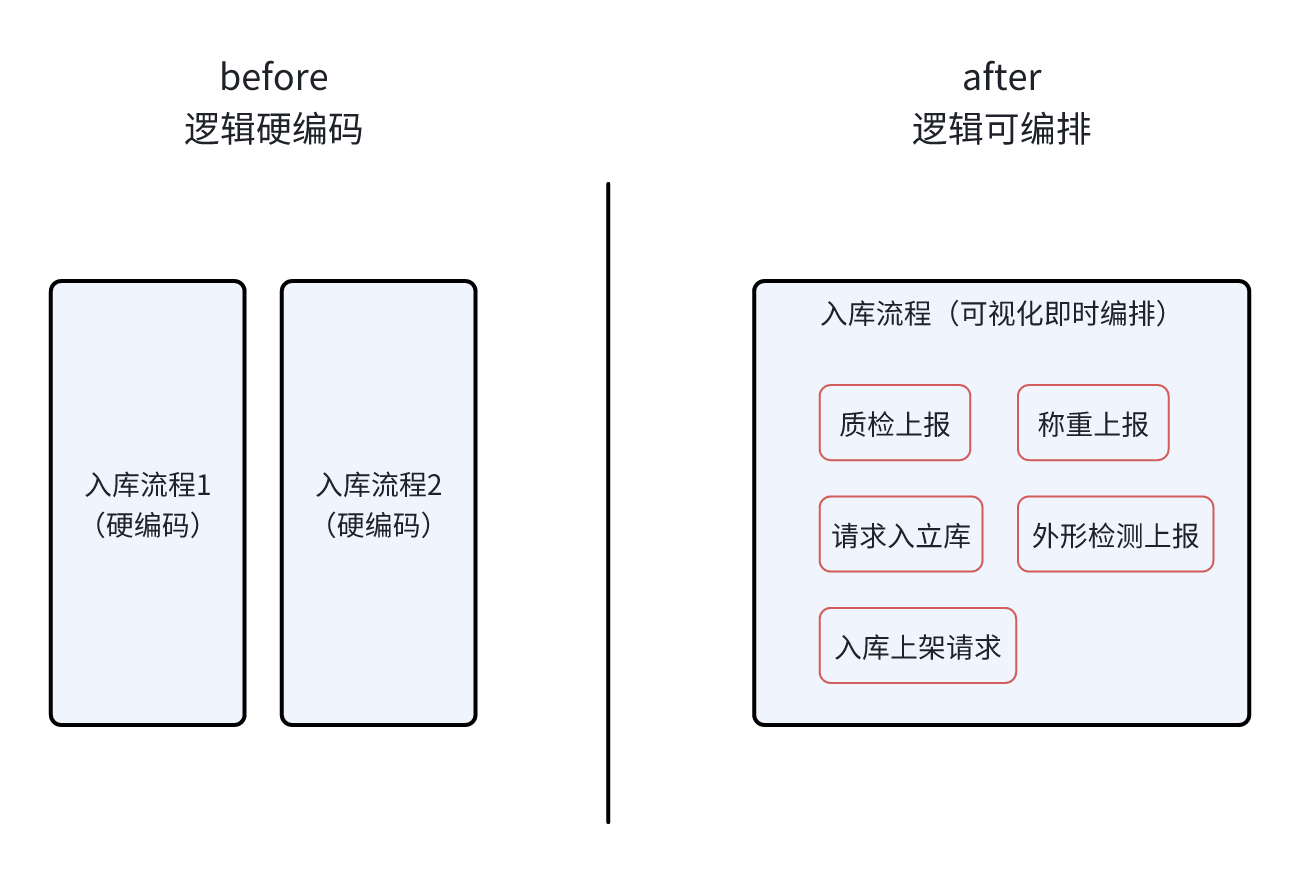 before
逻辑硬编码
after
逻辑可编排
入库流程1
（硬编码）
入库流程2
（硬编码）
入库流程（可视化即时编排）
质检上报
称重上报
请求入立库
外形检测上报
入库上架请求